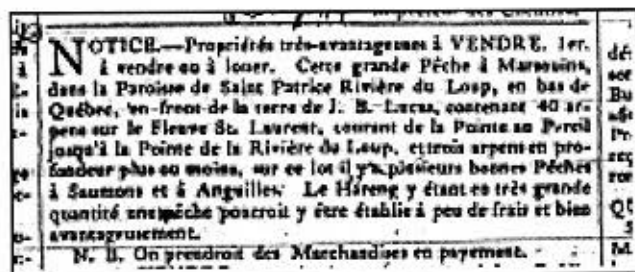 NOTICE.—Propriétés très-avantageuses à VENDRE. 1er.
à vendre ou à louer. Cette grande Pêche à Marsouins,
dans la Paroisse de Saint Patrice Rivière du Loup, en bas de
Québec, en-front de la terre de J. B. Lucas, contenant 40 ar-
pens sur le Fleuve St. Laurent, courent de la Pointe au Pereil
jusqu'à la Pointe de la Rivière du Loup, et trois arpens en pro-
fondeur plus ou moins, sur ce lot il y a plusieurs bonnes Pêches
à Saumons et à Anguilles. Le Hareng y étant en très grande
quantité une pêche pourroit y être établie à peu de frais et bien
avantageusement.
N. B. On prendroit des Marchandises en payement.